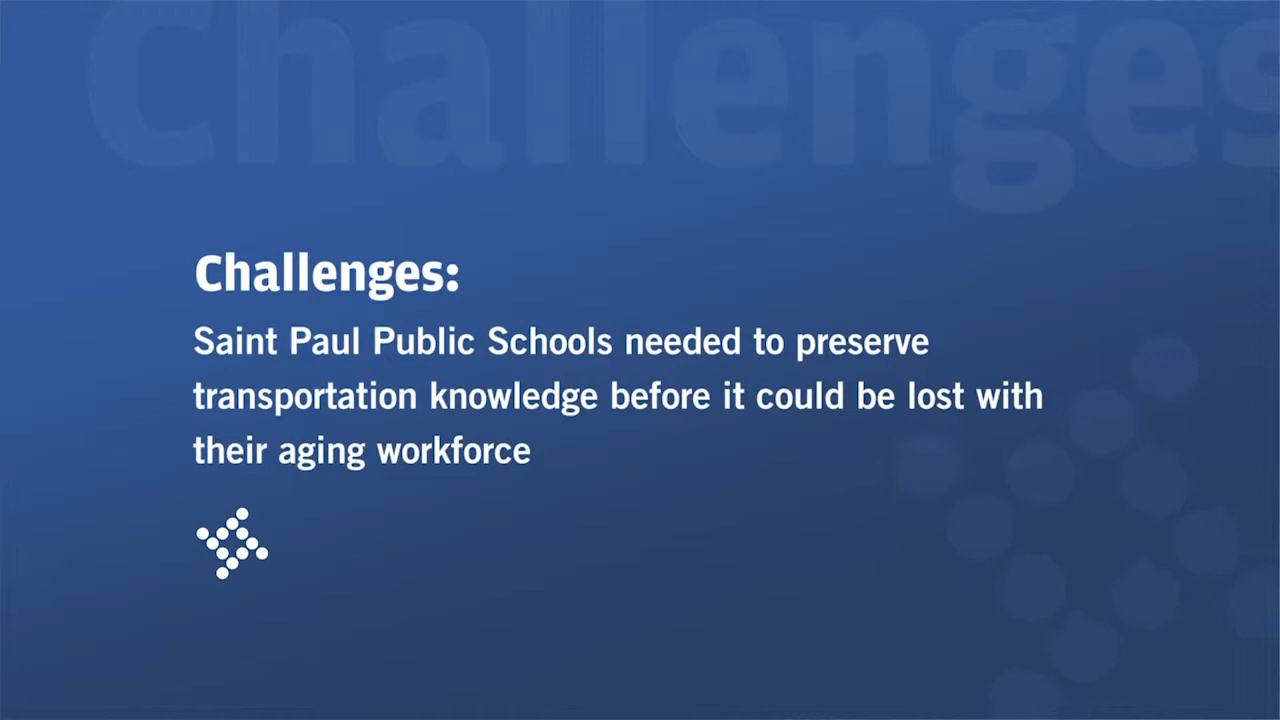 Challenges
Challenges:
Saint Paul Public Schools needed to preserve
transportation knowledge before it could be lost with
their aging workforce